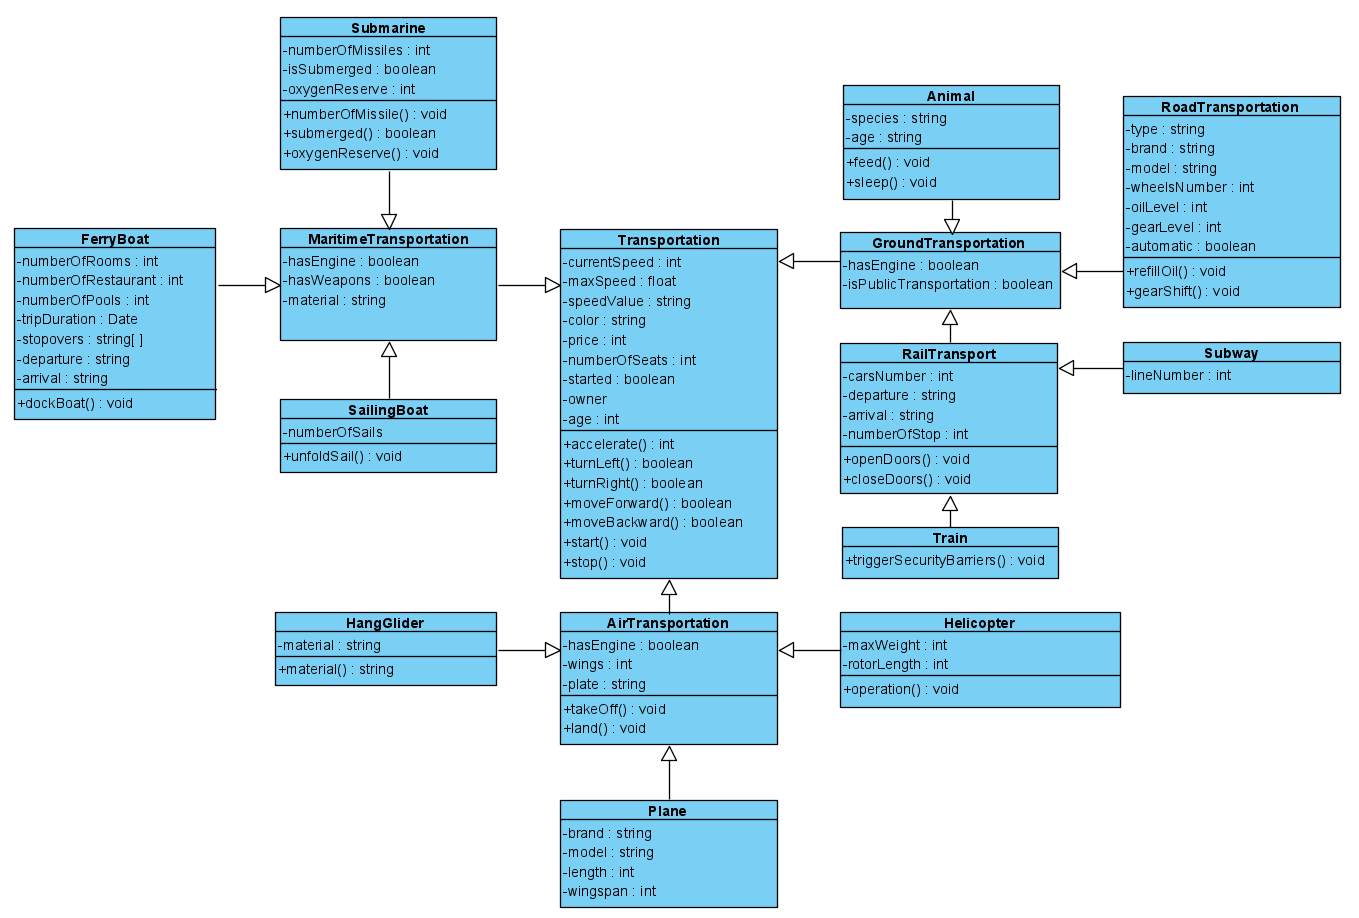 Submarine
-numberOfMissiles : int
-isSubmerged : boolean
-oxygenReserve : int
+numberOfMissile() : void
+submerged() : boolean
+oxygenReserve() : void
Animal
-species : string
-age : string
+feed() : void
+sleep() : void
RoadTransportation
-type : string
-brand : string
-model : string
-wheelsNumber : int
-oilLevel : int
-gearLevel : int
-automatic : boolean
+refillOil() : void
+gearShift() : void
FerryBoat
-numberOfRooms : int
-numberOfRestaurant : int
-numberOfPools : int
-tripDuration : Date
-stopovers : string[ ]
-departure : string
-arrival : string
+dockBoat() : void
MaritimeTransportation
-hasEngine : boolean
-hasWeapons : boolean
-material : string
Transportation
-currentSpeed : int
-maxSpeed : float
-speedValue : string
-color : string
-price : int
-numberOfSeats : int
-started : boolean
-owner
-age : int
+accelerate() : int
+turnLeft() : boolean
+turnRight() : boolean
+moveForward() : boolean
+moveBackward() : boolean
+start() : void
+stop() : void
GroundTransportation
-hasEngine : boolean
-isPublicTransportation : boolean
RailTransport
-carsNumber : int
-departure : string
-arrival : string
-numberOfStop : int
+openDoors() : void
+closeDoors() : void
Subway
-lineNumber : int
SailingBoat
-numberOfSails
+unfoldSail() : void
Train
+triggerSecurityBarriers() : void
HangGlider
-material : string
+material() : string
AirTransportation
-hasEngine : boolean
-wings : int
-plate : string
+takeOff() : void
+land() : void
Helicopter
-maxWeight : int
-rotorLength : int
+operation() : void
Plane
-brand : string
-model : string
-length : int
-wingspan : int